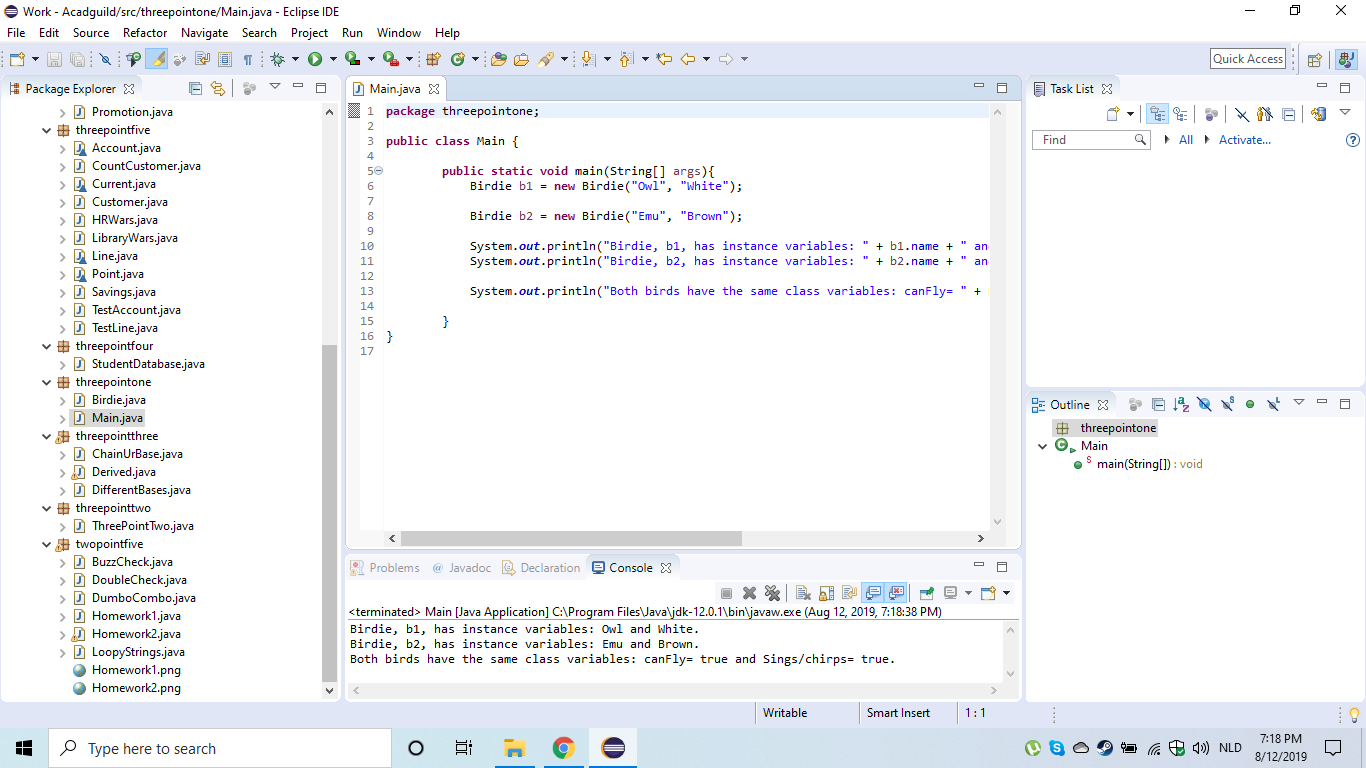 Work - Acadguild/src/threepointone/Main.java - Eclipse IDE
File Edit Source Refactor Navigate Search Project Run Window Help
Quick Access
Package Explorer
Promotion.java
threepointfive
Account.java
CountCustomer.java
Current.java
Customer.java
HRWars.java
LibraryWars.java
Line.java
Point.java
Savings.java
TestAccount.java
TestLine.java
threepointfour
StudentDatabase.java
threepointone
Birdie.java
Main.java
threepointthree
ChainUrBase.java
Derived.java
DifferentBases.java
threepointtwo
ThreePointTwo.java
twopointfive
BuzzCheck.java
DoubleCheck.java
DumboCombo.java
Homework1.java
Homework2.java
LoopyStrings.java
Homework1.png
Homework2.png
Main.java
1 package threepointone;
2
3 public class Main {
4
5 public static void main(String[] args){
6 Birdie b1 = new Birdie("Owl", "White");
7
8 Birdie b2 = new Birdie("Emu", "Brown");
9
10 System.out.println("Birdie, b1, has instance variables: " + b1.name + " an
11 System.out.println("Birdie, b2, has instance variables: " + b2.name + " an
12
13 System.out.println("Both birds have the same class variables: canFly= " +
14
15 }
16 }
17
Problems @ Javadoc Declaration Console
<terminated> Main [Java Application] C:\Program Files\Java\jdk-12.0.1\bin\javaw.exe (Aug 12, 2019, 7:18:38 PM)
Birdie, b1, has instance variables: Owl and White.
Birdie, b2, has instance variables: Emu and Brown.
Both birds have the same class variables: canFly= true and Sings/chirps= true.
Task List
Find All Activate...
Outline
threepointone
Main
main(String[]) : void
Writable Smart Insert 1 : 1
Type here to search
NLD
7:18 PM
8/12/2019